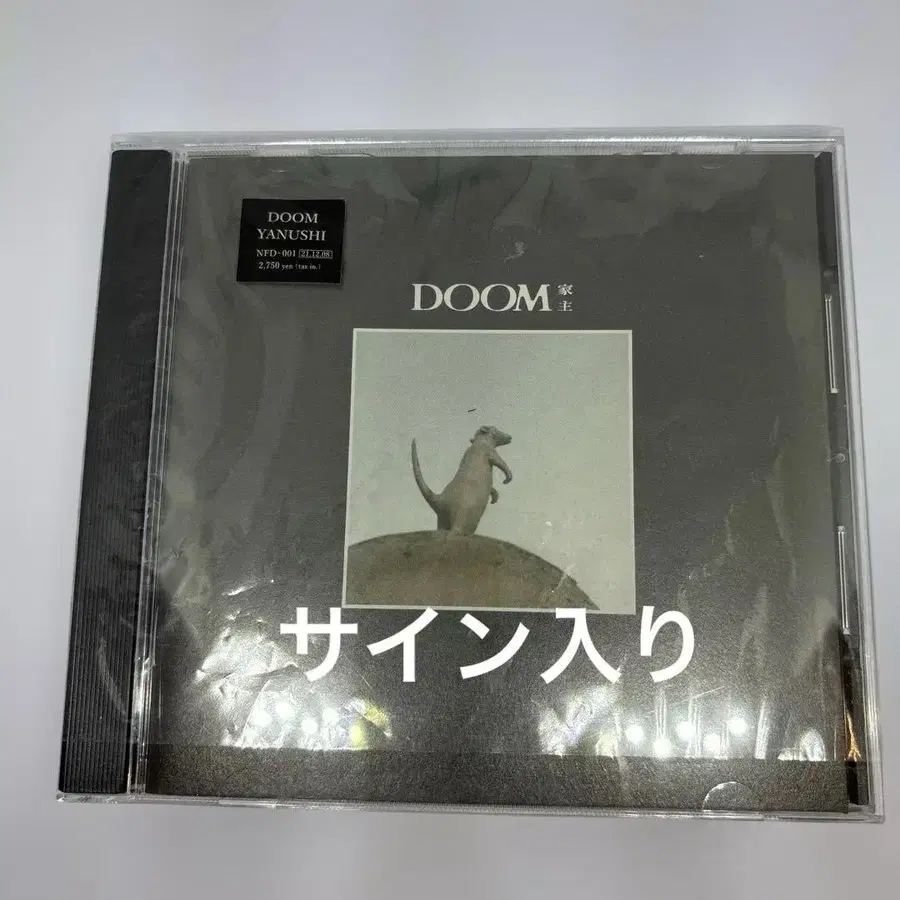 DOOM
YANUSHI
NFD-001 21.12.08
2,750 yen (tax in.)
DOOM 家主
サイン入り